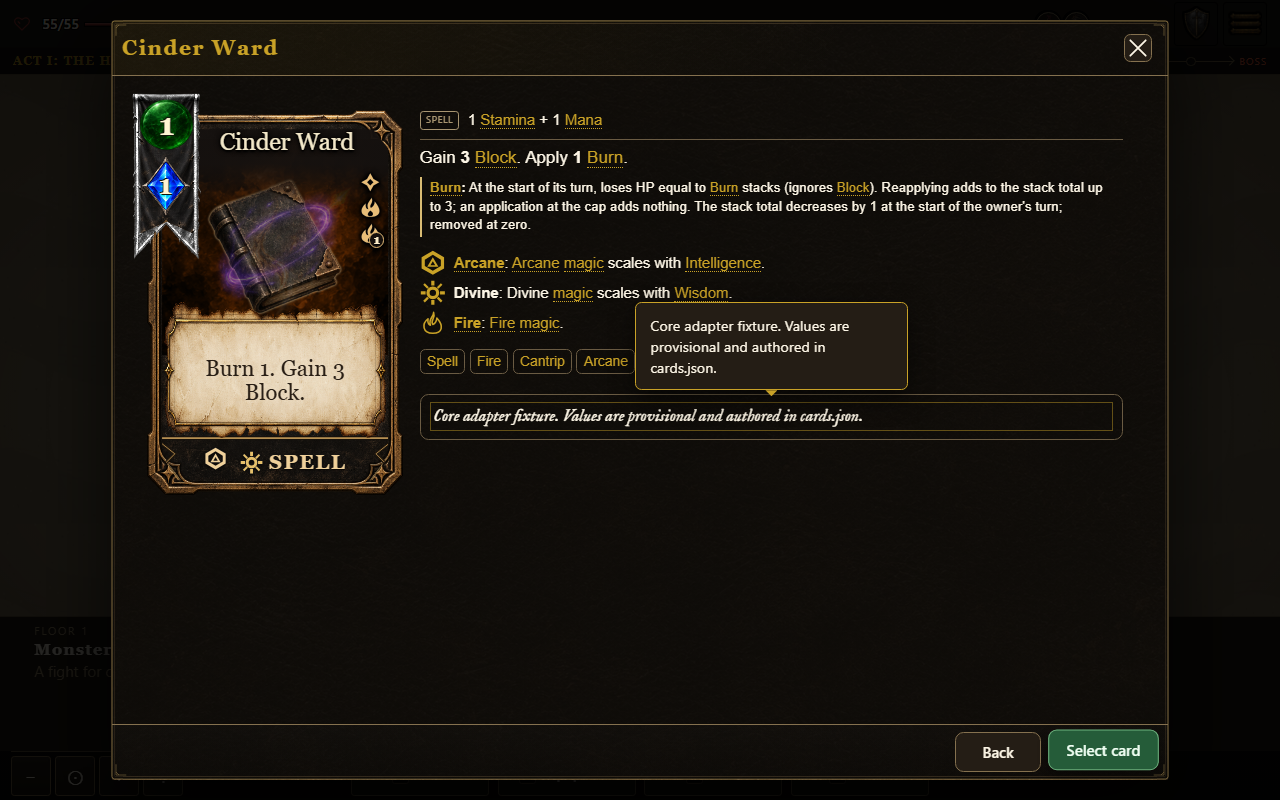 55/55
ACT I: THE H
BOSS
Cinder Ward
1
Cinder Ward
1
1
Burn 1. Gain 3
Block.
SPELL
SPELL 1 Stamina + 1 Mana
Gain 3 Block. Apply 1 Burn.
Burn: At the start of its turn, loses HP equal to Burn stacks (ignores Block). Reapplying adds to the stack total up
to 3; an application at the cap adds nothing. The stack total decreases by 1 at the start of the owner's turn;
removed at zero.
Arcane: Arcane magic scales with Intelligence.
Divine: Divine magic scales with Wisdom.
Fire: Fire magic.
Spell Fire Cantrip Arcane
Core adapter fixture. Values are
provisional and authored in
cards.json.
Core adapter fixture. Values are provisional and authored in cards.json.
FLOOR 1
Monster
A fight for
Back
Select card